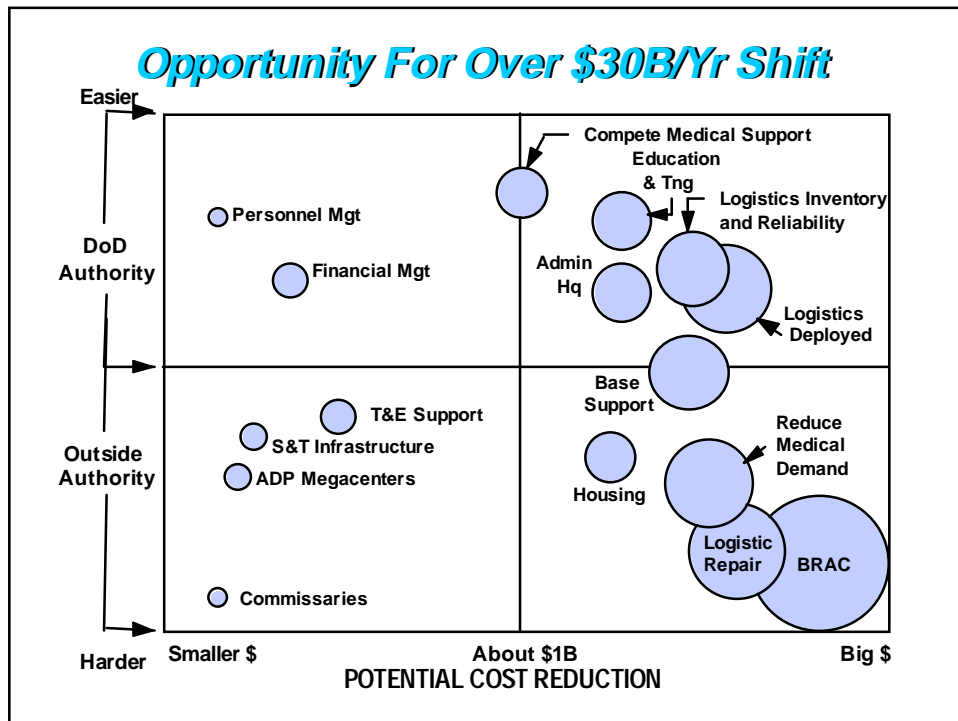 Opportunity For Over $30B/Yr Shift
Easier
Compete Medical Support
Education
& Tng
Logistics Inventory
and Reliability
Personnel Mgt
DoD
Authority
Financial Mgt
Admin
Hq
Logistics
Deployed
Base
Support
T&E Support
S&T Infrastructure
Reduce
Medical
Demand
Outside
Authority
ADP Megacenters
Housing
Logistic
Repair
BRAC
Commissaries
Harder
Smaller $
About $1B
Big $
POTENTIAL COST REDUCTION